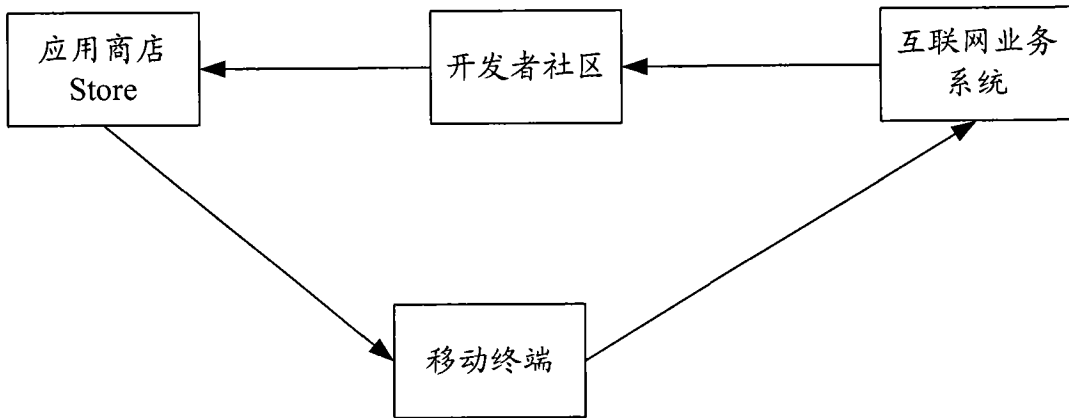 应用商店
Store
开发者社区
互联网业务
系统
移动终端